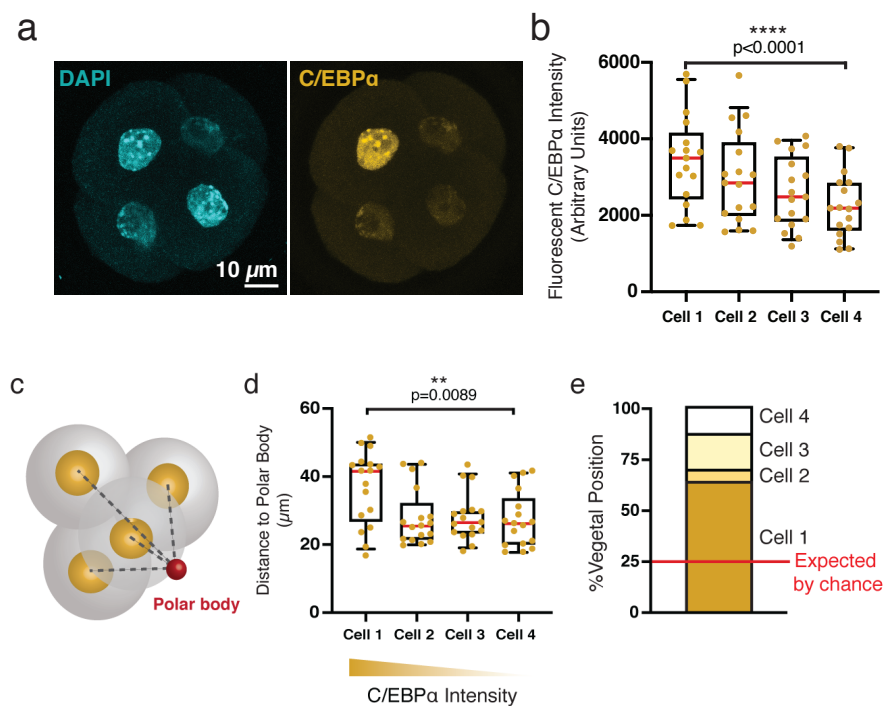 a
DAPI
C/EBPα
10 µm
b
****
p<0.0001
Fluorescent C/EBPα Intensity
(Arbitrary Units)
6000
4000
2000
0
Cell 1 Cell 2 Cell 3 Cell 4
c
Polar body
d
**
p=0.0089
Distance to Polar Body
(µm)
60
40
20
0
Cell 1 Cell 2 Cell 3 Cell 4
C/EBPα Intensity
e
%Vegetal Position
100
75
50
25
0
Cell 4
Cell 3
Cell 2
Cell 1
Expected
by chance